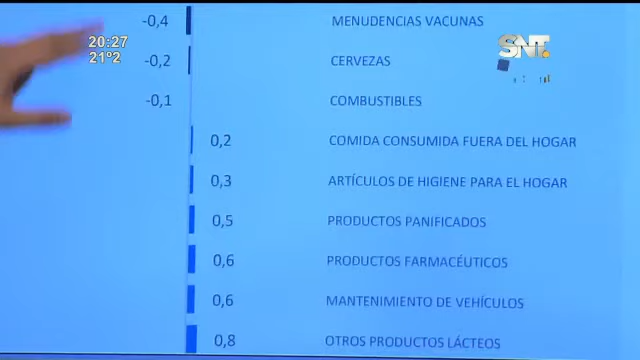 -0,4 MENUDENCIAS VACUNAS
20:27
21º2
SNT.
-0,2 CERVEZAS
-0,1 COMBUSTIBLES
0,2 COMIDA CONSUMIDA FUERA DEL HOGAR
0,3 ARTÍCULOS DE HIGIENE PARA EL HOGAR
0,5 PRODUCTOS PANIFICADOS
0,6 PRODUCTOS FARMACÉUTICOS
0,6 MANTENIMIENTO DE VEHÍCULOS
0,8 OTROS PRODUCTOS LÁCTEOS